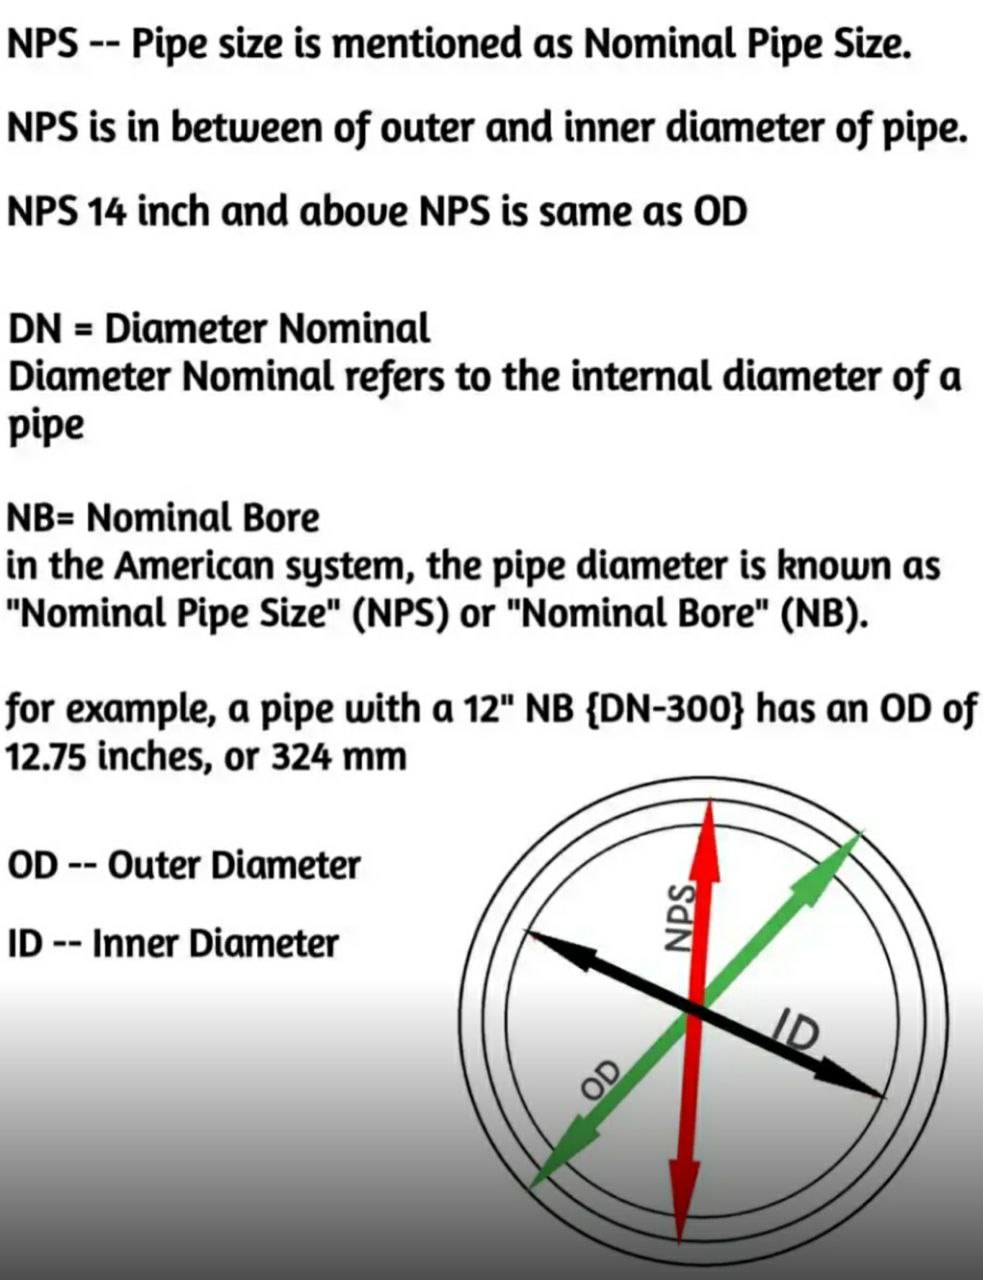 NPS -- Pipe size is mentioned as Nominal Pipe Size.
NPS is in between of outer and inner diameter of pipe.
NPS 14 inch and above NPS is same as OD
DN = Diameter Nominal
Diameter Nominal refers to the internal diameter of a
pipe
NB= Nominal Bore
in the American system, the pipe diameter is known as
"Nominal Pipe Size" (NPS) or "Nominal Bore" (NB).
for example, a pipe with a 12" NB {DN-300} has an OD of
12.75 inches, or 324 mm
OD -- Outer Diameter
ID -- Inner Diameter
NPS
ID
OD